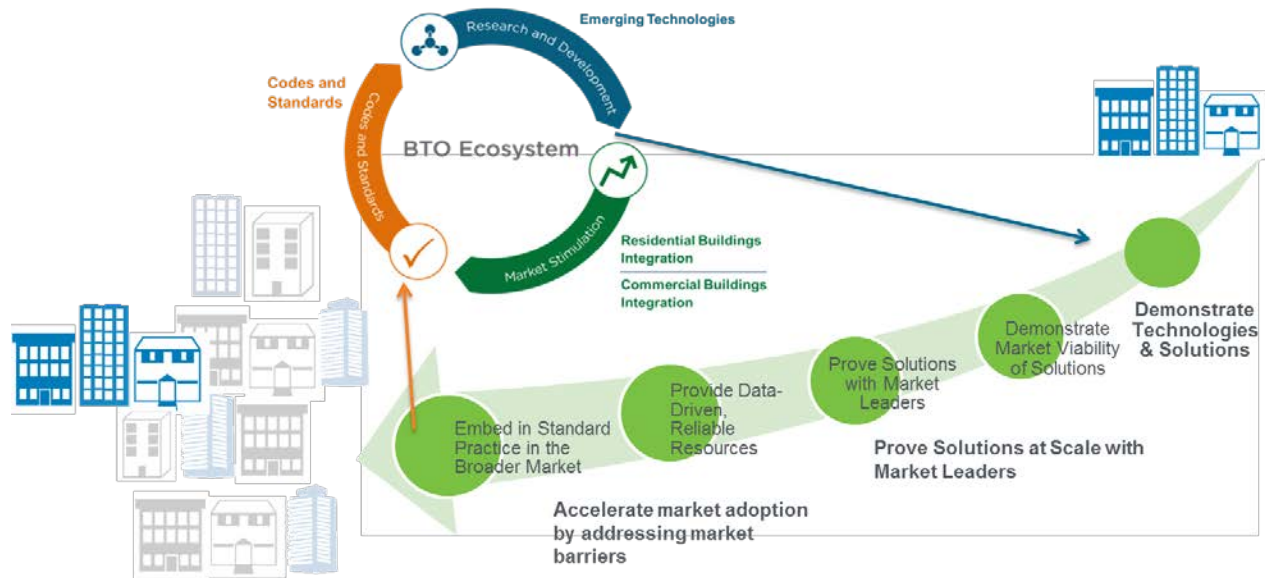 Emerging Technologies
Research and Development
Codes and
Standards
Codes and Standards
BTO Ecosystem
Market Stimulation
Residential Buildings
Integration
Commercial Buildings
Integration
Demonstrate
Technologies
& Solutions
Demonstrate
Market Viability
of Solutions
Prove Solutions
with Market
Leaders
Provide Data-
Driven,
Reliable
Resources
Embed in Standard
Practice in the
Broader Market
Prove Solutions at Scale with
Market Leaders
Accelerate market adoption
by addressing market
barriers